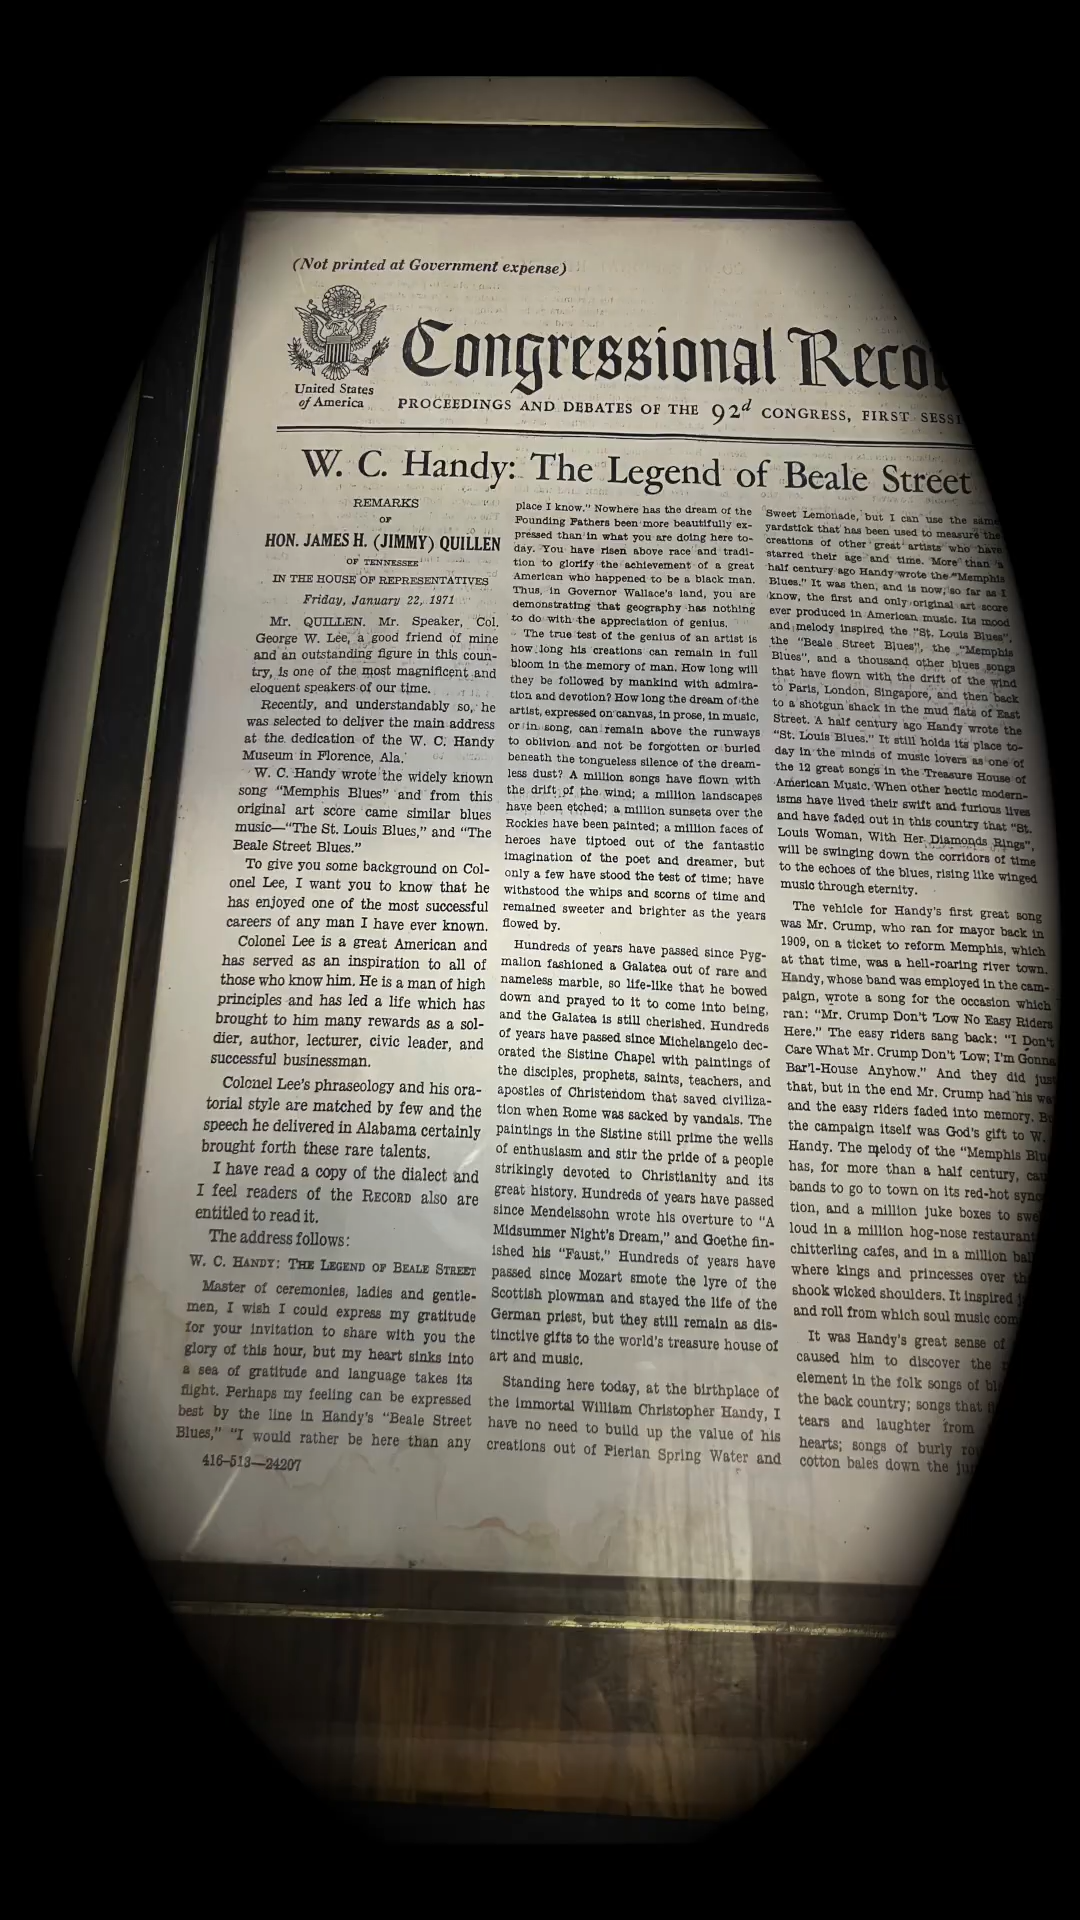 (Not printed at Government expense)
United States
of America
Congressional
PROCEEDINGS AND DEBATES OF THE 92d CONGRESS, FIRST
W. C. Handy: The Legend of Beale Street
REMARKS
OF
HON. JAMES H. (JIMMY) QUILLEN
OF TENNESSEE
IN THE HOUSE OF REPRESENTATIVES
Friday, January 22, 1971
Mr. QUILLEN. Mr. Speaker, Col.
George W. Lee, a good friend of mine
and an outstanding figure in this coun-
try, is one of the most magnificent and
eloquent speakers of our time.
Recently, and understandably so, he
was selected to deliver the main address
at the dedication of the W. C. Handy
Museum in Florence, Ala.
W. C. Handy wrote the widely known
song "Memphis Blues" and from this
original art score came similar blues
music—"The St. Louis Blues," and "The
Beale Street Blues."
To give you some background on Col-
onel Lee, I want you to know that he
has enjoyed one of the most successful
careers of any man I have ever known.
Colonel Lee is a great American and
has served as an inspiration to all of
those who know him. He is a man of high
principles and has led a life which has
brought to him many rewards as a sol-
dier, author, lecturer, civic leader, and
successful businessman.
Colonel Lee's phraseology and his ora-
torial style are matched by few and the
speech he delivered in Alabama certainly
brought forth these rare talents.
I have read a copy of the dialect and
I feel readers of the RECORD also are
entitled to read it.
The address follows:
W. C. HANDY: THE LEGEND OF BEALE STREET
Master of ceremonies, ladies and gentle-
men, I wish I could express my gratitude
for your invitation to share with you the
glory of this hour, but my heart sinks into
a sea of gratitude and language takes its
flight. Perhaps my feeling can be expressed
best by the line in Handy's "Beale Street
Blues," "I would rather be here than any
416-513—24207
place I know." Nowhere has the dream of the
Founding Fathers been more beautifully ex-
pressed than in what you are doing here to-
day. You have risen above race and tradi-
tion to glorify the achievement of a great
American who happened to be a black man.
Thus, in Governor Wallace's land, you are
demonstrating that geography has nothing
to do with the appreciation of genius.
The true test of the genius of an artist is
how long his creations can remain in full
bloom in the memory of man. How long will
they be followed by mankind with admira-
tion and devotion? How long the dream of the
artist, expressed on canvas, in prose, in music,
or in song, can remain above the runways
to oblivion and not be forgotten or buried
beneath the tongueless silence of the dream-
less dust? A million songs have flown with
the drift of the wind; a million landscapes
have been etched; a million sunsets over the
Rockies have been painted; a million faces of
heroes have tiptoed out of the fantastic
imagination of the poet and dreamer, but
only a few have stood the test of time; have
withstood the whips and scorns of time and
remained sweeter and brighter as the years
flowed by.
Hundreds of years have passed since Pyg-
malion fashioned a Galatea out of rare and
nameless marble, so life-like that he bowed
down and prayed to it to come into being,
and the Galatea is still cherished. Hundreds
of years have passed since Michelangelo dec-
orated the Sistine Chapel with paintings of
the disciples, prophets, saints, teachers, and
apostles of Christendom that saved civiliza-
tion when Rome was sacked by vandals. The
paintings in the Sistine still prime the wells
of enthusiasm and stir the pride of a people
strikingly devoted to Christianity and its
great history. Hundreds of years have passed
since Mendelssohn wrote his overture to "A
Midsummer Night's Dream," and Goethe fin-
ished his "Faust." Hundreds of years have
passed since Mozart smote the lyre of the
Scottish plowman and stayed the life of the
German priest, but they still remain as dis-
tinctive gifts to the world's treasure house of
art and music.
Standing here today, at the birthplace of
the immortal William Christopher Handy, I
have no need to build up the value of his
creations out of Pierian Spring Water and
Sweet Lemonade, but I can use the same
yardstick that has been used to measure the
creations of other great artists who have
starred their age and time. More than a
half century ago Handy wrote the "Memphis
Blues." It was then, and is now, so far as I
know, the first and only original art score
ever produced in American music. Its mood
and melody inspired the "St. Louis Blues",
the "Beale Street Blues", the "Memphis
Blues", and a thousand other blues songs
that have flown with the drift of the wind
to Paris, London, Singapore, and then back
to a shotgun shack in the mud flats of East
Street. A half century ago Handy wrote the
"St. Louis Blues." It still holds its place to-
day in the minds of music lovers as one of
the 12 great songs in the Treasure House of
American Music. When other hectic modern-
isms have lived their swift and furious lives
and have faded out in this country that "St.
Louis Woman, With Her Diamonds Rings",
will be swinging down the corridors of time
to the echoes of the blues, rising like winged
music through eternity.
The vehicle for Handy's first great song
was Mr. Crump, who ran for mayor back in
1909, on a ticket to reform Memphis, which
at that time, was a hell-roaring river town.
Handy, whose band was employed in the cam-
paign, wrote a song for the occasion which
ran: "Mr. Crump Don't 'Low No Easy Riders
Here." The easy riders sang back: "I Don't
Care What Mr. Crump Don't 'Low; I'm Gonna
Bar'l-House Anyhow." And they did just
that, but in the end Mr. Crump had his
and the easy riders faded into memory.
the campaign itself was God's gift to W.
Handy. The melody of the "Memphis
has, for more than a half century,
bands to go to town on its red-hot
tion, and a million juke boxes to
loud in a million hog-nose
chitterling cafes, and in a million
where kings and princesses over
shook wicked shoulders. It inspired
and roll from which soul music
It was Handy's great sense of
caused him to discover the
element in the folk songs of
the back country; songs that
tears and laughter from
hearts; songs of burly
cotton bales down the